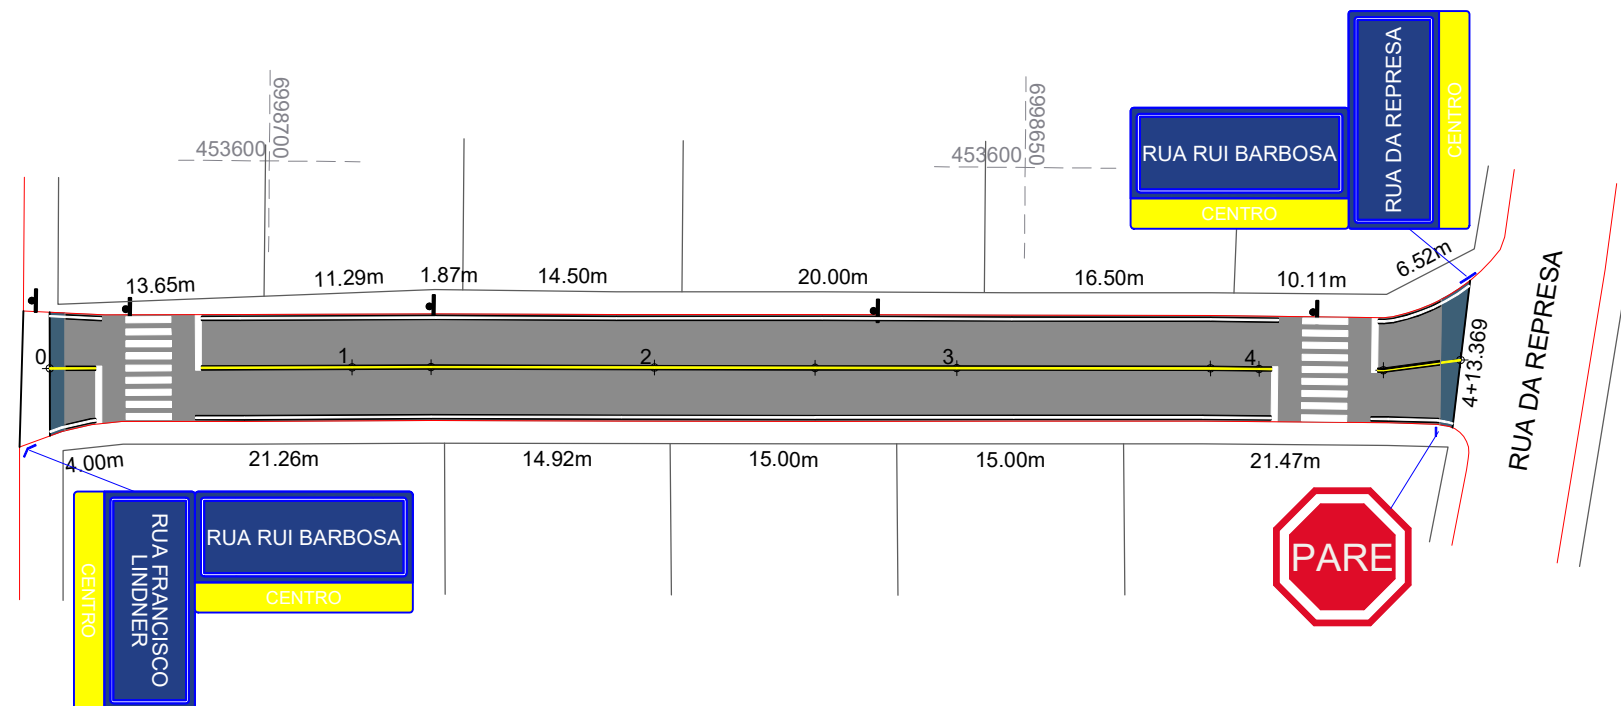 RUA DA REPRESA
CENTRO
RUA RUI BARBOSA
CENTRO
6998700
453600
6998650
453600
13.65m
11.29m
1.87m
14.50m
20.00m
16.50m
10.11m
6.52m
0
1
2
3
4
4+13.369
RUA DA REPRESA
4.00m
21.26m
14.92m
15.00m
15.00m
21.47m
CENTRO
RUA FRANCISCO
LINDNER
RUA RUI BARBOSA
CENTRO
PARE